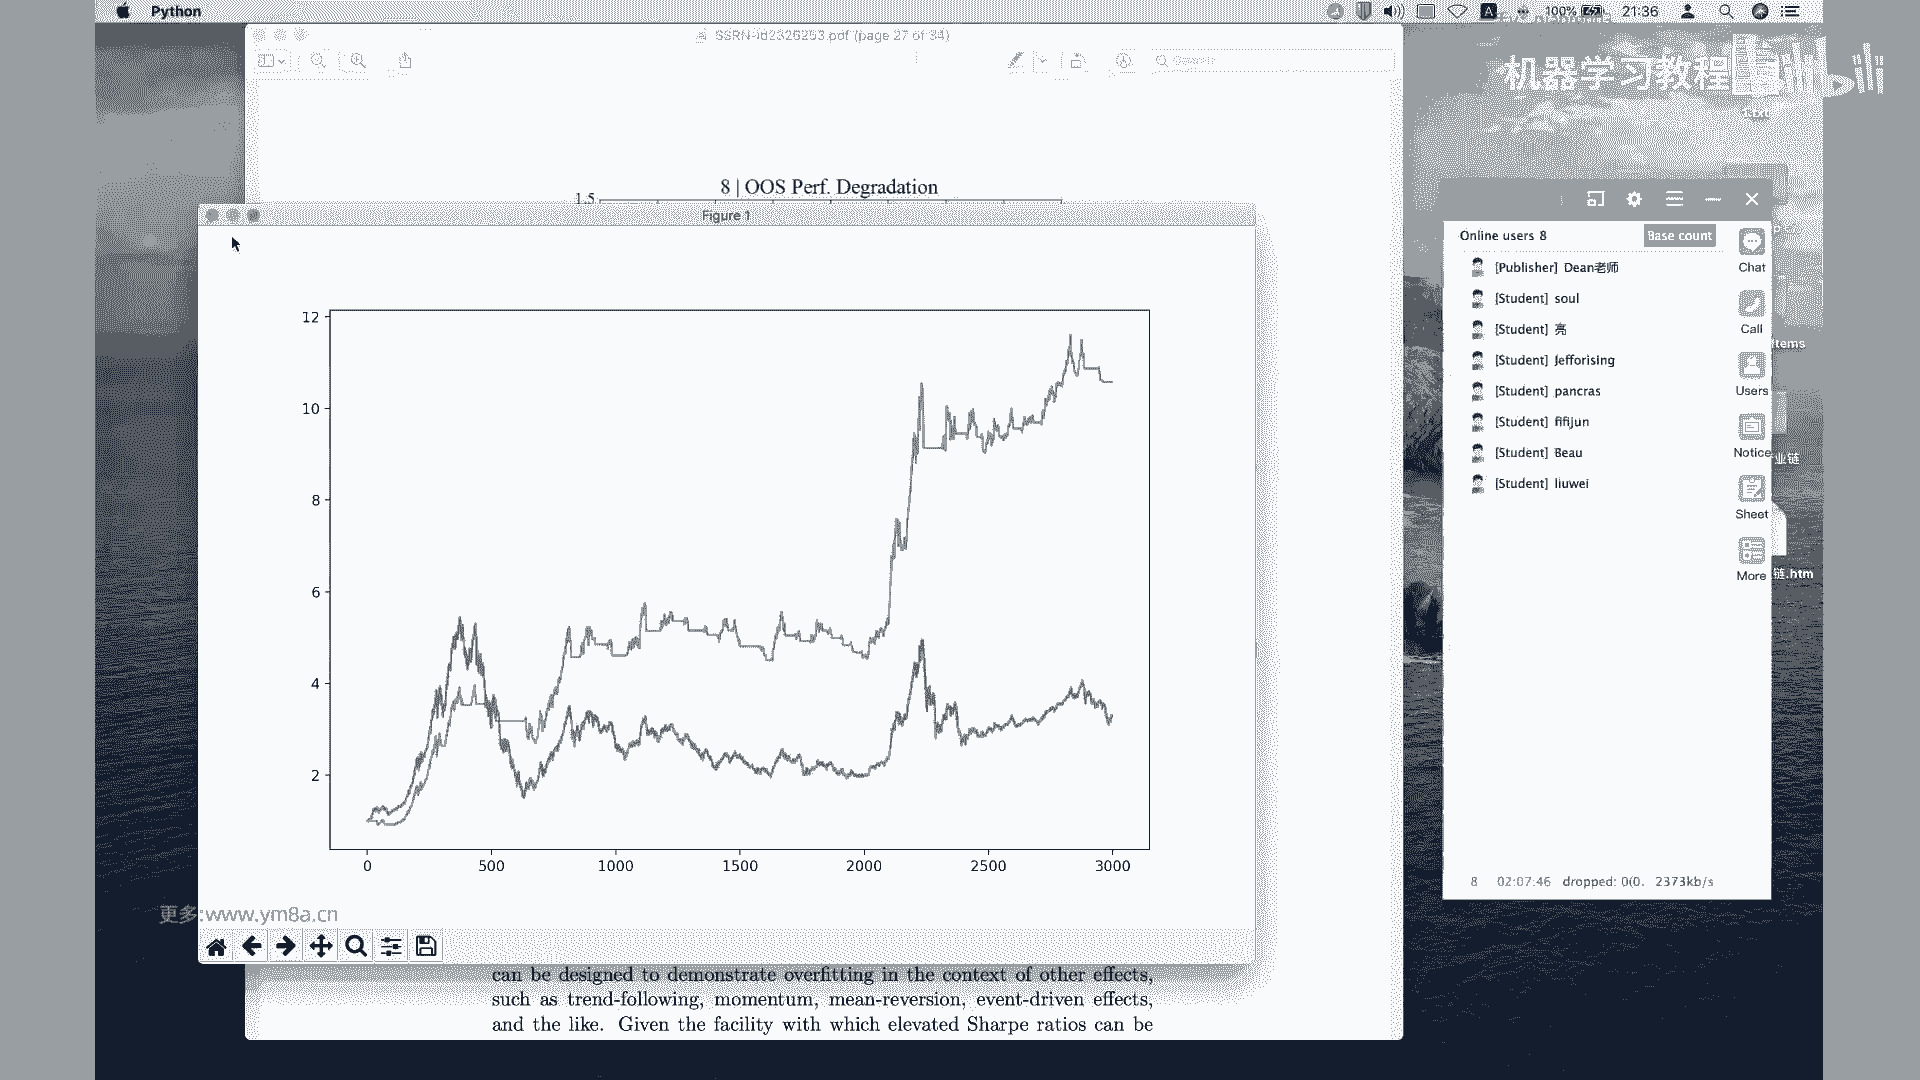 Python
100%
21:36
SSRN-id2326253.pdf (page 27 of 34)
Search
机器学习教程
bilibili
1.txt
8 | OOS Perf. Degradation
1.5
Figure 1
12
10
8
6
4
2
0 500 1000 1500 2000 2500 3000
can be designed to demonstrate overfitting in the context of other effects,
such as trend-following, momentum, mean-reversion, event-driven effects,
and the like. Given the facility with which elevated Sharpe ratios can be
更多:www.ym8a.cn
Online users 8
Base count
[Publisher] Dean老师
[Student] soul
[Student] 亮
[Student] Jefforising
[Student] pancras
[Student] fifijun
[Student] Beau
[Student] liuwei
Chat
Call
Users
Notice
Sheet
More
8 02:07:46 dropped: 0(0. 2373kb/s
items
业链
链.htm